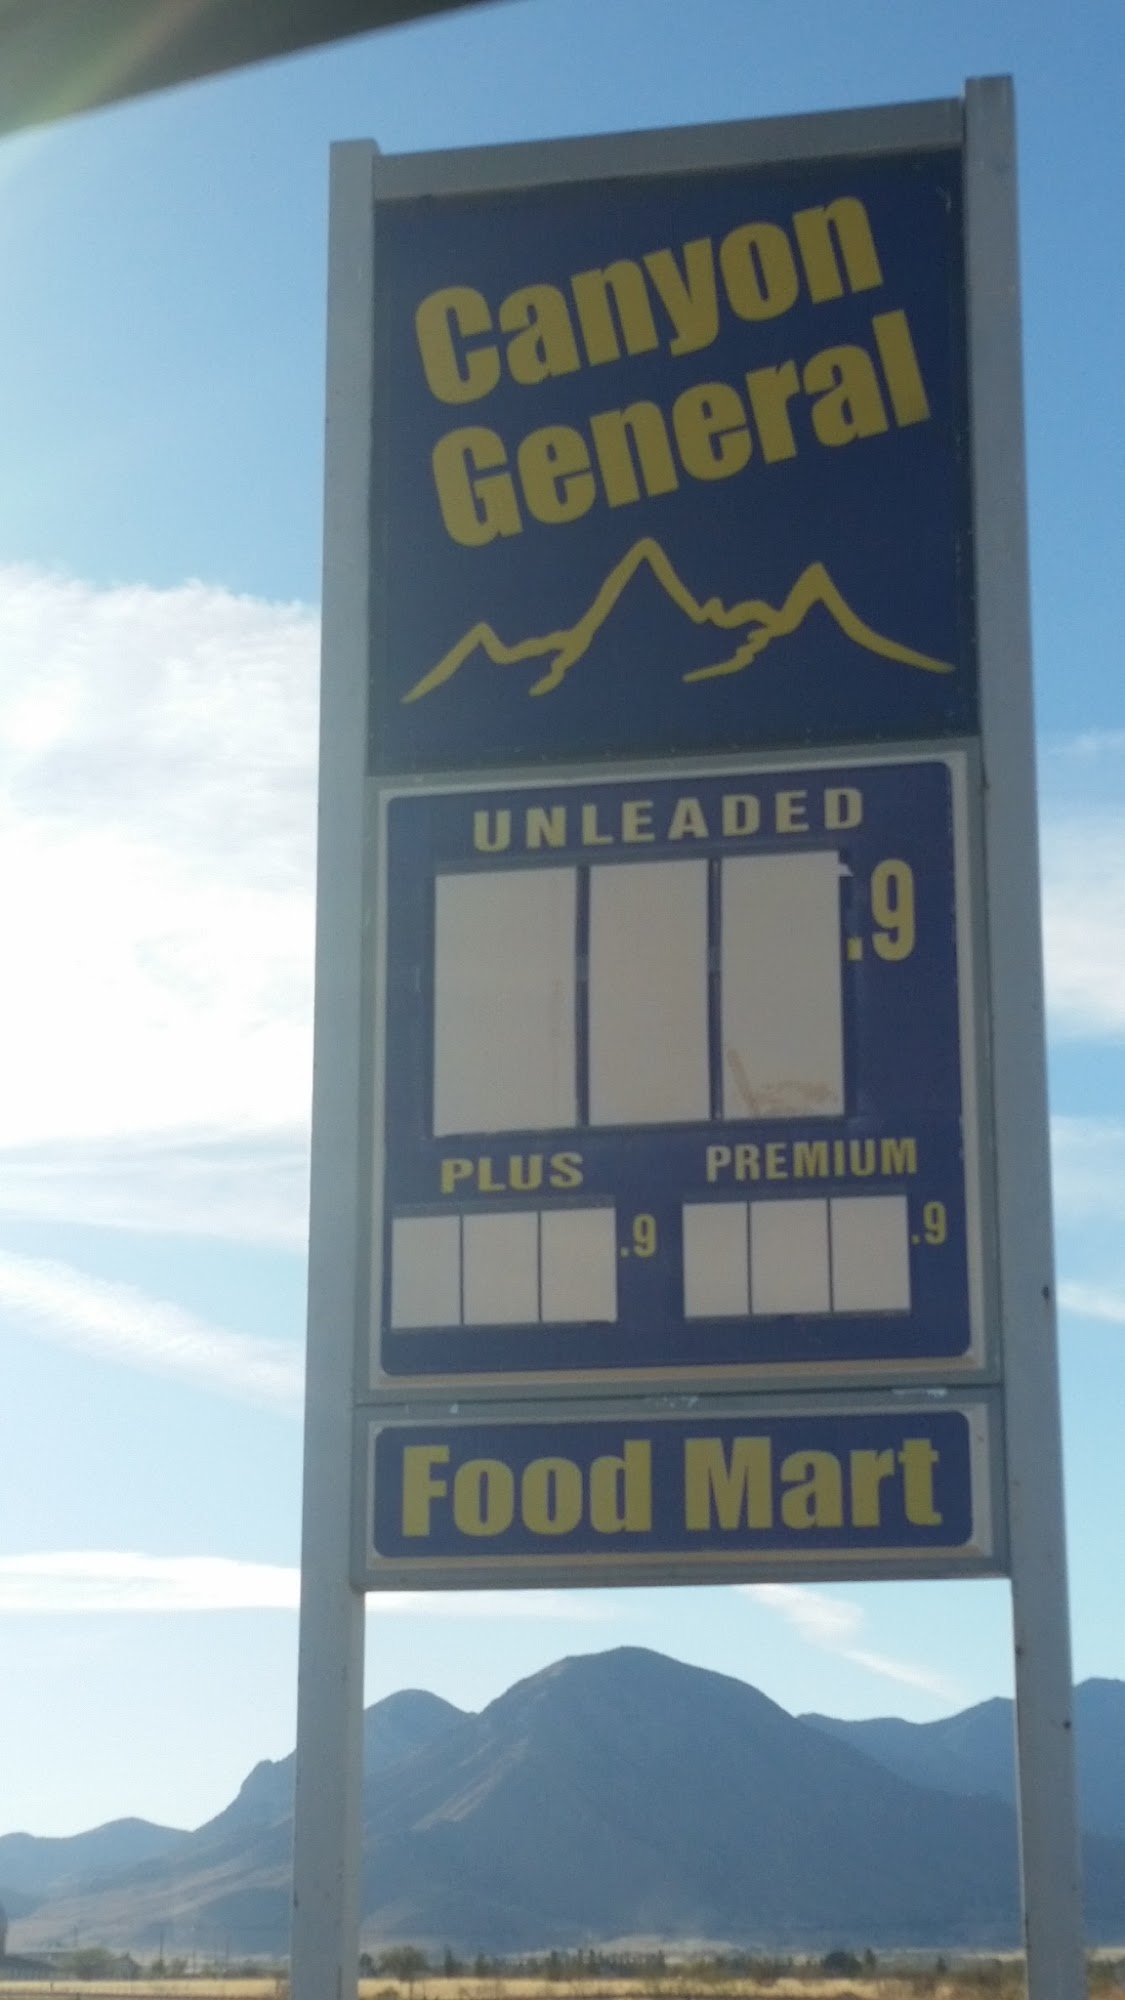 Canyon
General
UNLEADED
.9
PLUS PREMIUM
.9 .9
Food Mart